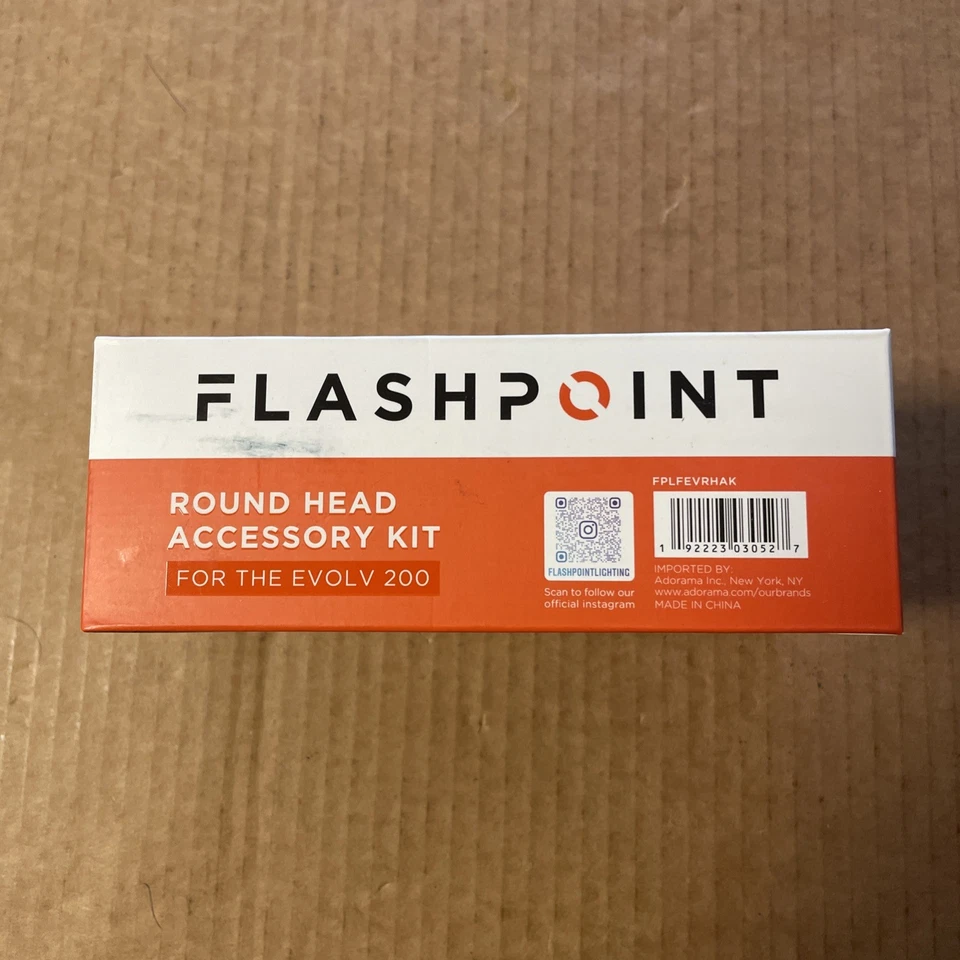 FLASHPOINT
ROUND HEAD
ACCESSORY KIT
FOR THE EVOLV 200
FLASHPOINTLIGHTING
Scan to follow our
official instagram
FPLFEVRHAK
1 92223 03052 7
IMPORTED BY:
Adorama Inc., New York, NY
www.adorama.com/ourbrands
MADE IN CHINA